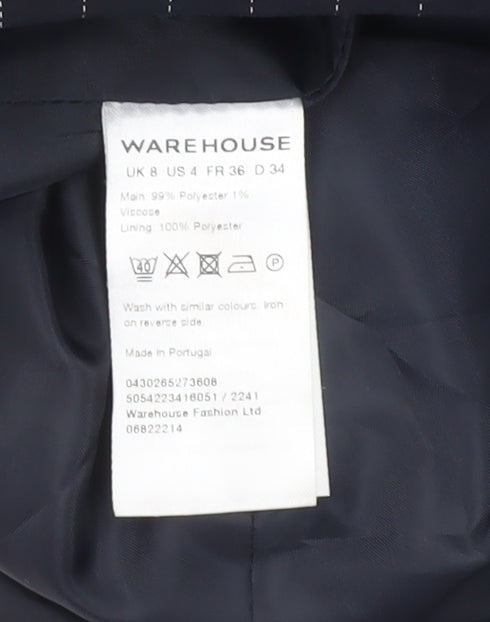 WAREHOUSE
UK 8 US 4 FR 36 D 34
Main: 99% Polyester 1%
Viscose
Lining: 100% Polyester
40 P
Wash with similar colours. Iron
on reverse side.
Made in Portugal
0430265273608
5054223416051 / 2241
Warehouse Fashion Ltd.
06822214